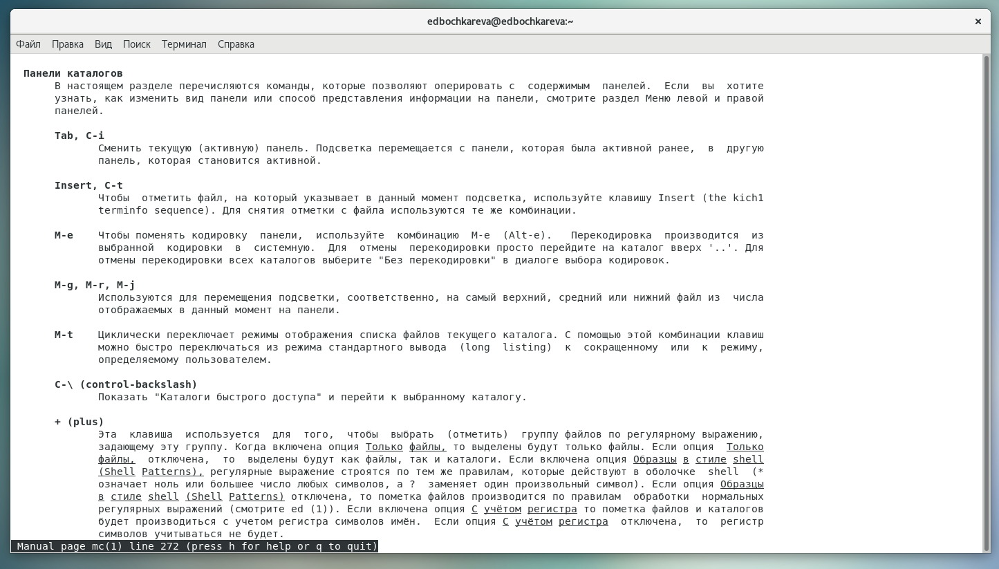 edbochkareva@edbochkareva:~ ×
Файл Правка Вид Поиск Терминал Справка
Панели каталогов
В настоящем разделе перечисляются команды, которые позволяют оперировать с  содержимым  панелей.  Если  вы  хотите
узнать, как изменить вид панели или способ представления информации на панели, смотрите раздел Меню левой и правой
панелей.
Tab, C-i
Сменить текущую (активную) панель. Подсветка перемещается с панели, которая была активной ранее,  в  другую
панель, которая становится активной.
Insert, C-t
Чтобы  отметить файл, на который указывает в данный момент подсветка, используйте клавишу Insert (the kich1
terminfo sequence). Для снятия отметки с файла используются те же комбинации.
M-e    Чтобы поменять кодировку  панели,  используйте  комбинацию  M-e  (Alt-e).   Перекодировка  производится  из
выбранной  кодировки  в  системную.  Для  отмены  перекодировки просто перейдите на каталог вверх '..'. Для
отмены перекодировки всех каталогов выберите "Без перекодировки" в диалоге выбора кодировок.
M-g, M-r, M-j
Используются для перемещения подсветки, соответственно, на самый верхний, средний или нижний файл из  числа
отображаемых в данный момент на панели.
M-t    Циклически переключает режимы отображения списка файлов текущего каталога. С помощью этой комбинации клавиш
можно быстро переключаться из режима стандартного вывода  (long  listing)  к  сокращенному  или  к  режиму,
определяемому пользователем.
C-\ (control-backslash)
Показать "Каталоги быстрого доступа" и перейти к выбранному каталогу.
+ (plus)
Эта  клавиша  используется  для  того,  чтобы  выбрать  (отметить)  группу файлов по регулярному выражению,
задающему эту группу. Когда включена опция Только файлы, то выделены будут только файлы. Если опция  Только
файлы,  отключена,  то  выделены будут как файлы, так и каталоги. Если включена опция Образцы в стиле shell
(Shell Patterns), регулярные выражение строятся по тем же правилам, которые действуют в оболочке  shell  (*
означает ноль или большее число любых символов, а ?  заменяет один произвольный символ). Если опция Образцы
в стиле shell (Shell Patterns) отключена, то пометка файлов производится по правилам  обработки  нормальных
регулярных выражений (смотрите ed (1)). Если включена опция С учётом регистра то пометка файлов и каталогов
будет производиться с учетом регистра символов имён.  Если опция С учётом регистра  отключена,  то  регистр
символов учитываться не будет.
Manual page mc(1) line 272 (press h for help or q to quit)